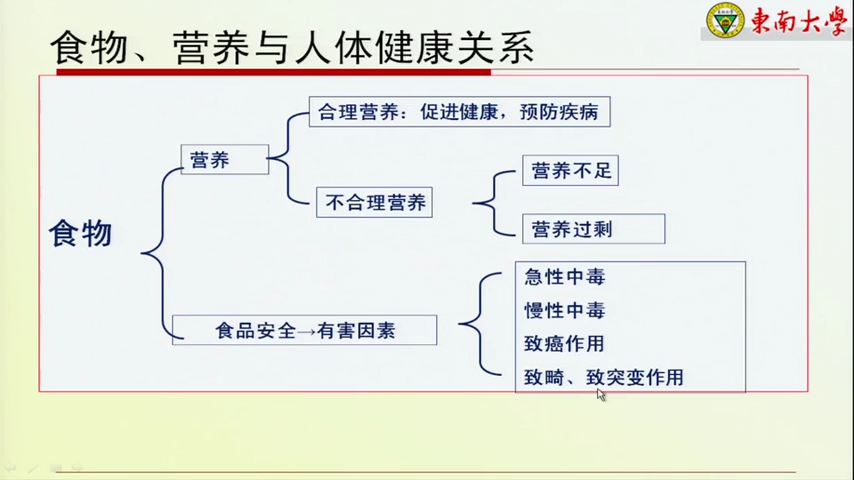 東南大學
食物、营养与人体健康关系
合理营养：促进健康，预防疾病
营养
营养不足
不合理营养
食物
营养过剩
急性中毒
慢性中毒
食品安全→有害因素
致癌作用
致畸、致突变作用